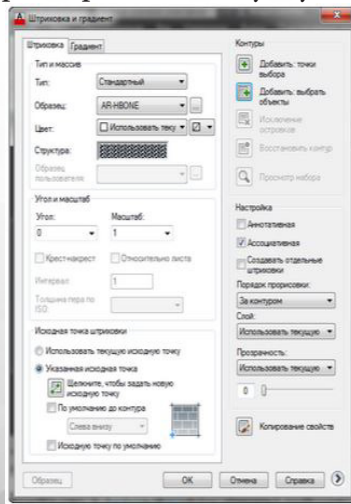 Штриховка и градиент
Штриховка Градиент
Тип и массив
Тип: Стандартный
Образец: AR-HBONE ...
Цвет: Использовать теку
Структура:
Образец пользователя: ...
Угол и масштаб
Угол: Масштаб:
0 1
Крест-накрест Относительно листа
Интервал: 1
Толщина пера по ISO:
Исходная точка штриховки
Использовать текущую исходную точку
Указанная исходная точка
Щелкните, чтобы задать новую
исходную точку
По умолчанию до контура
Слева внизу
Исходную точку по умолчанию
Контуры
Добавить: точки
выбора
Добавить: выбрать
объекты
Исключение
островков
Восстановить контур
Просмотр набора
Настройка
Аннотативная
Ассоциативная
Создавать отдельные
штриховки
Порядок прорисовки:
За контуром
Слой:
Использовать текущую
Прозрачность:
Использовать текущую
0
Копирование свойств
Образец OK Отмена Справка